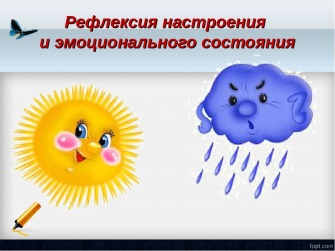 Рефлексия настроения
и эмоционального состояния
fppt.com